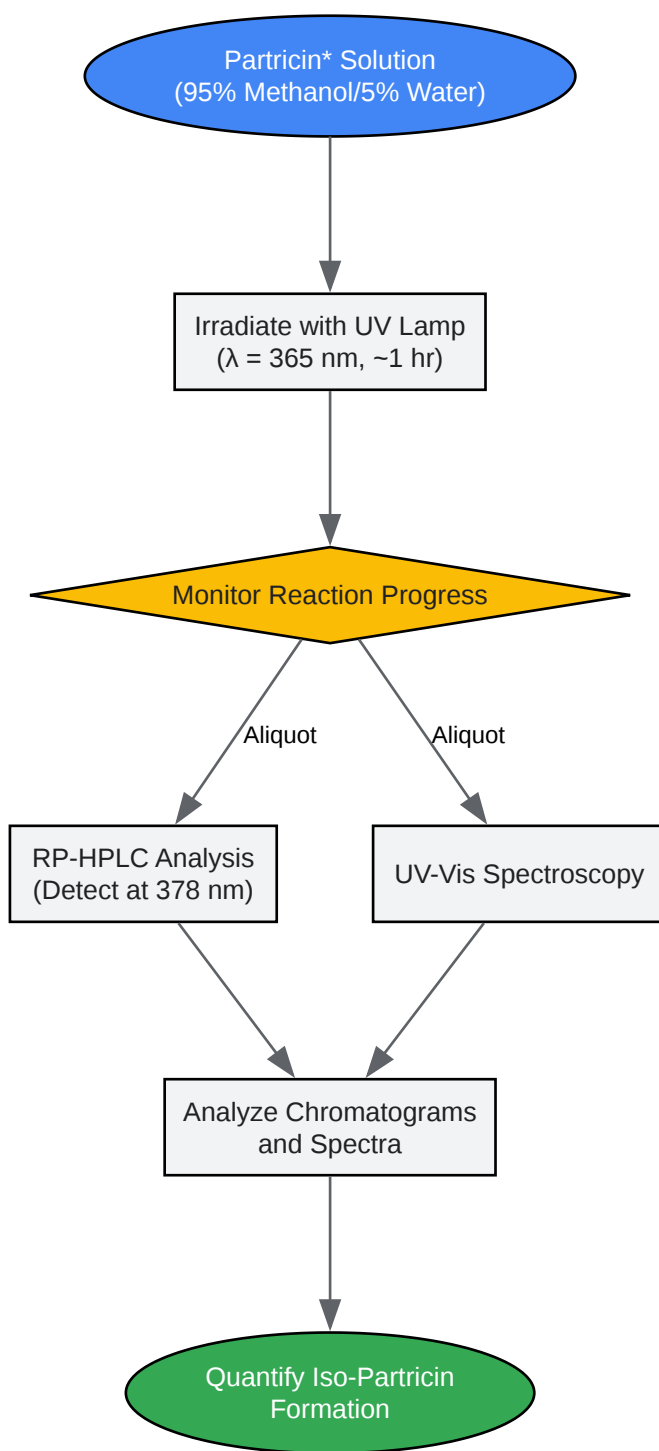 Partricin* Solution
(95% Methanol/5% Water)
Irradiate with UV Lamp
(λ = 365 nm, ~1 hr)
Monitor Reaction Progress
Aliquot
Aliquot
RP-HPLC Analysis
(Detect at 378 nm)
UV-Vis Spectroscopy
Analyze Chromatograms
and Spectra
Quantify Iso-Partricin
Formation